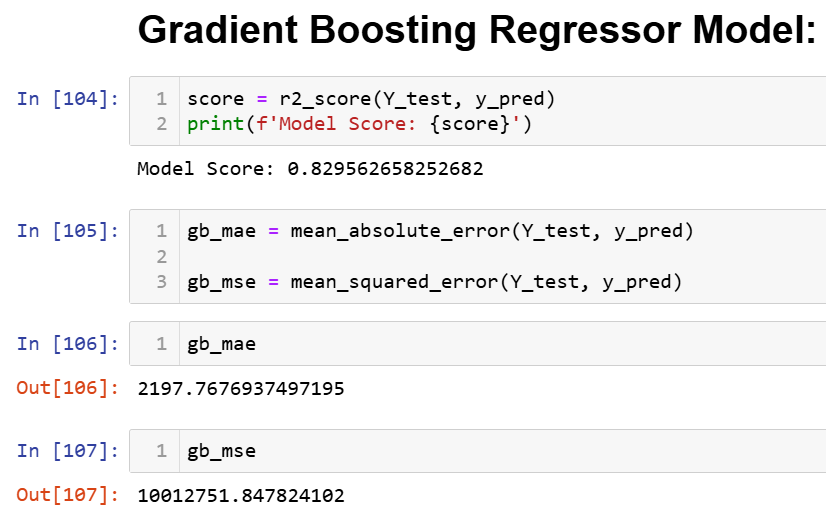 Gradient Boosting Regressor Model:
In [104]:
1 score = r2_score(Y_test, y_pred)
2 print(f'Model Score: {score}')
Model Score: 0.829562658252682
In [105]:
1 gb_mae = mean_absolute_error(Y_test, y_pred)
2
3 gb_mse = mean_squared_error(Y_test, y_pred)
In [106]:
1 gb_mae
Out[106]: 2197.7676937497195
In [107]:
1 gb_mse
Out[107]: 10012751.847824102